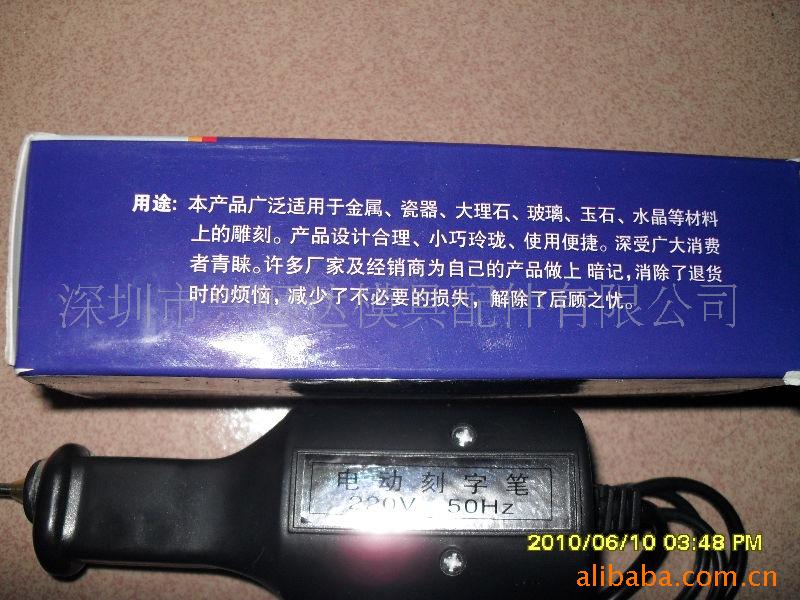 用途: 本产品广泛适用于金属、瓷器、大理石、玻璃、玉石、水晶等材料
上的雕刻。产品设计合理、小巧玲珑、使用便捷。深受广大消费
者青睐。许多厂家及经销商为自己的产品做上 暗记,消除了退货
时的烦恼,减少了不必要的损失,解除了后顾之忧。
深圳市 达模具配件有限公司
电动刻字笔
220V 50Hz
2010/06/10 03:48 PM
alibaba.com.cn